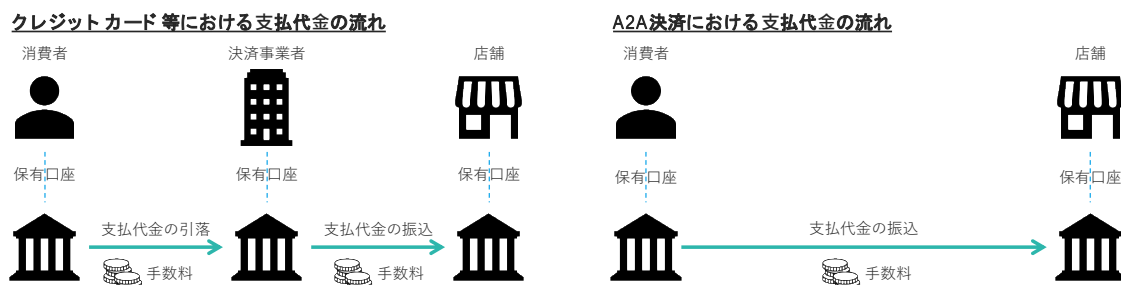 クレジットカード等における支払代金の流れ
消費者
決済事業者
店舗
保有口座
保有口座
保有口座
支払代金の引落
支払代金の振込
手数料
手数料
A2A決済における支払代金の流れ
消費者
店舗
保有口座
保有口座
支払代金の振込
手数料